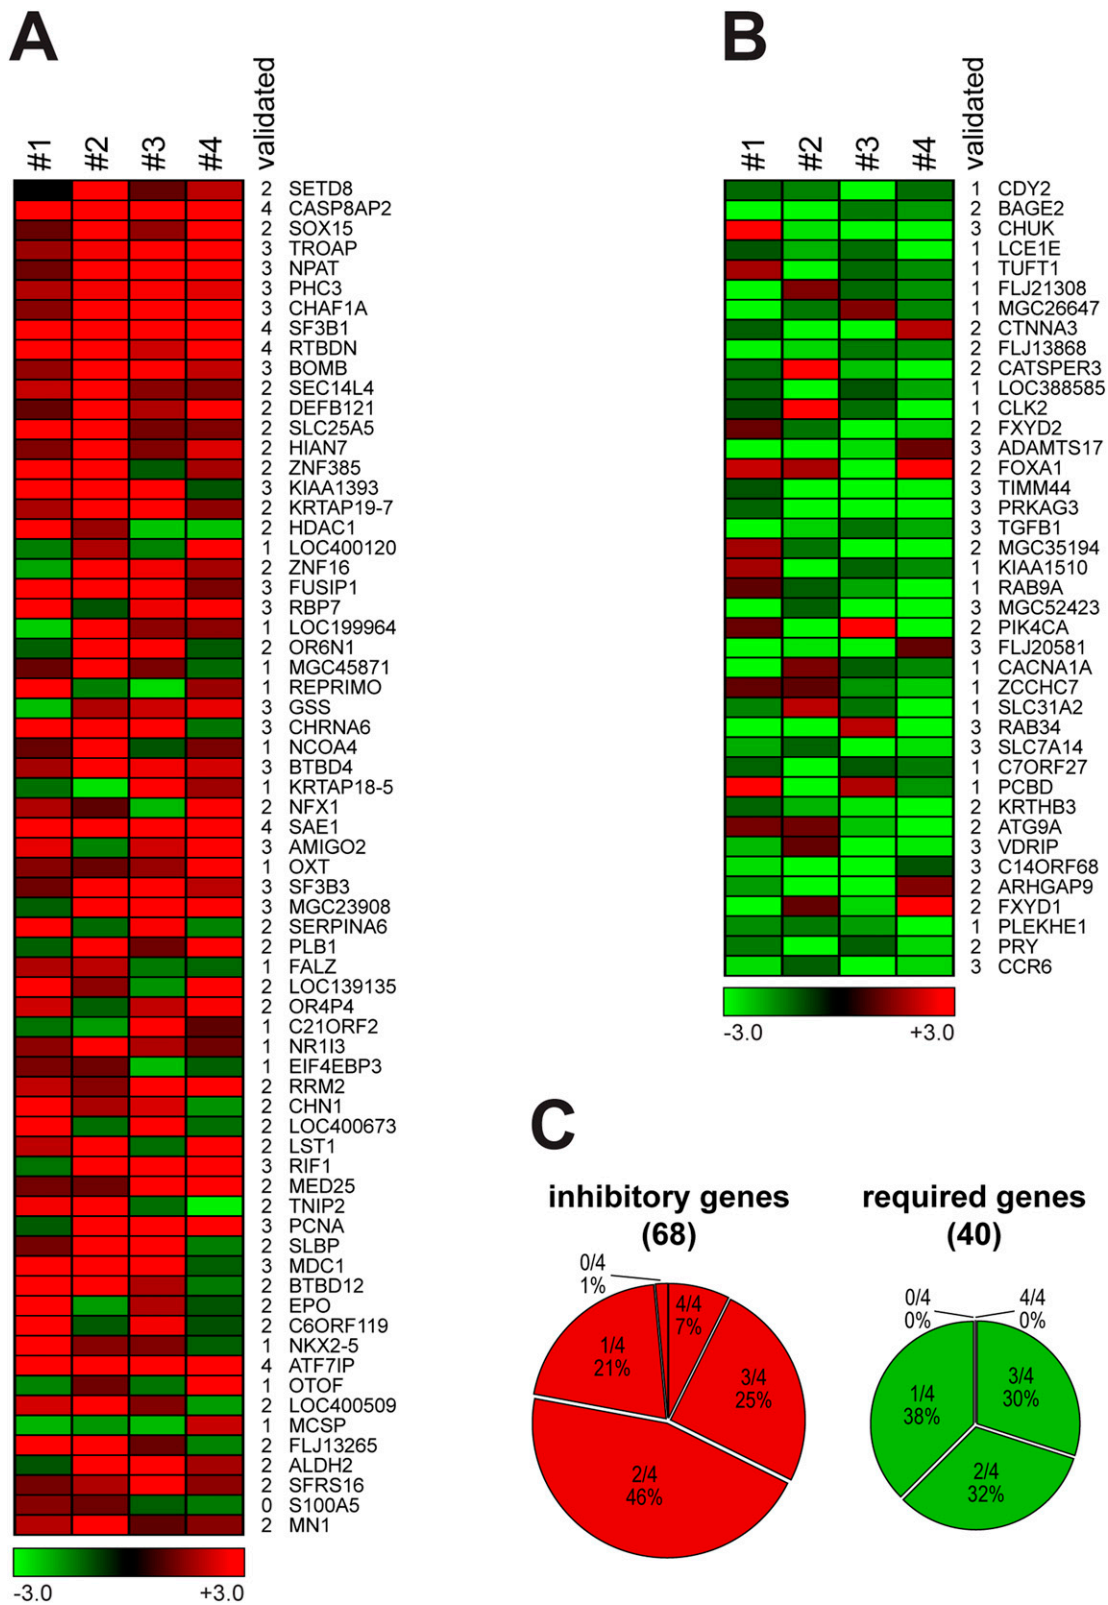 A
#1 #2 #3 #4 validated
2 SETD8
4 CASP8AP2
2 SOX15
3 TROAP
3 NPAT
3 PHC3
3 CHAF1A
4 SF3B1
4 RTBDN
3 BOMB
2 SEC14L4
2 DEFB121
2 SLC25A5
2 HIAN7
2 ZNF385
3 KIAA1393
2 KRTAP19-7
2 HDAC1
1 LOC400120
2 ZNF16
3 FUSIP1
3 RBP7
1 LOC199964
2 OR6N1
1 MGC45871
1 REPRIMO
3 GSS
3 CHRNA6
1 NCOA4
3 BTBD4
1 KRTAP18-5
2 NFX1
4 SAE1
3 AMIGO2
1 OXT
3 SF3B3
3 MGC23908
2 SERPINA6
2 PLB1
1 FALZ
2 LOC139135
2 OR4P4
1 C21ORF2
1 NR1I3
1 EIF4EBP3
2 RRM2
2 CHN1
2 LOC400673
2 LST1
3 RIF1
2 MED25
2 TNIP2
3 PCNA
2 SLBP
3 MDC1
2 BTBD12
2 EPO
2 C6ORF119
1 NKX2-5
4 ATF7IP
1 OTOF
2 LOC400509
1 MCSP
2 FLJ13265
2 ALDH2
2 SFRS16
0 S100A5
2 MN1
-3.0 +3.0
B
#1 #2 #3 #4 validated
1 CDY2
2 BAGE2
3 CHUK
1 LCE1E
1 TUFT1
1 FLJ21308
1 MGC26647
2 CTNNA3
2 FLJ13868
2 CATSPER3
1 LOC388585
1 CLK2
2 FXYD2
3 ADAMTS17
2 FOXA1
3 TIMM44
3 PRKAG3
3 TGFB1
2 MGC35194
1 KIAA1510
1 RAB9A
3 MGC52423
2 PIK4CA
3 FLJ20581
1 CACNA1A
1 ZCCHC7
1 SLC31A2
3 RAB34
3 SLC7A14
1 C7ORF27
1 PCBD
2 KRTHB3
2 ATG9A
3 VDRIP
3 C14ORF68
2 ARHGAP9
2 FXYD1
1 PLEKHE1
2 PRY
3 CCR6
-3.0 +3.0
C
inhibitory genes
(68)
0/4
1%
4/4
7%
3/4
25%
2/4
46%
1/4
21%
required genes
(40)
0/4
0%
4/4
0%
3/4
30%
2/4
32%
1/4
38%